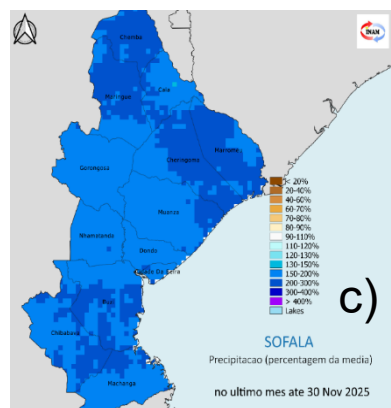 INAM
Chemba
Maringue
Caia
Marromeu
Cheringoma
Gorongosa
Muanza
Nhamatanda
Dondo
Cidade Da Beira
Buzi
Chibabava
Machanga
< 20%
20-40%
40-60%
60-70%
70-80%
80-90%
90-110%
110-120%
120-130%
130-150%
150-200%
200-300%
300-400%
> 400%
Lakes
c)
SOFALA
Precipitacao (percentagem da media)
no ultimo mes ate 30 Nov 2025